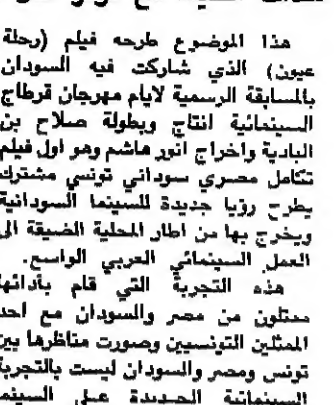 هذا الموضوع طرحه فيلم (رحلة
عيون) الذي شاركت فيه السودان
بالمسابقة الرسمية لايام مهرجان قرطاج
السينمائية انتاج وبطولة صلاح بن
البادية واخراج انور هاشم وهو اول فيلم
تكامل مصري سوداني تونسي مشترك
يطرح رؤيا جديدة للسينما السودانية
ويخرج بها من اطار المحلية الضيقة الى
العمل السينمائي العربي الواسع.
هذه التجربة التي قام بأدائها
ممثلون من مصر والسودان مع احد
الممثلين التونسيين وصورت مناظرها بين
تونس ومصر والسودان ليست بالتجربة
السينمائية الجديدة على السينما